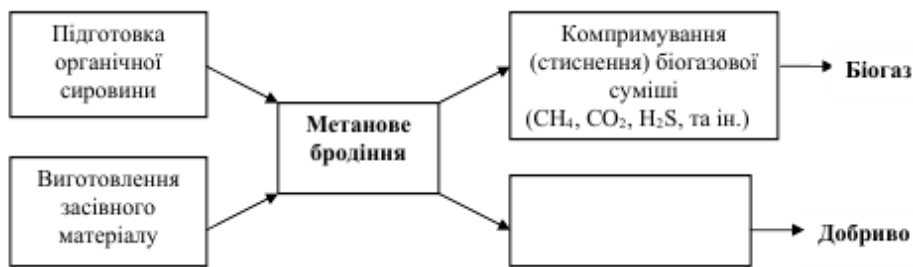 Підготовка
органічної
сировини
Виготовлення
засівного
матеріалу
Метанове
бродіння
Компримування
(стиснення) біогазової
суміші
(CH₄, CO₂, H₂S, та ін.)
Біогаз
Добриво